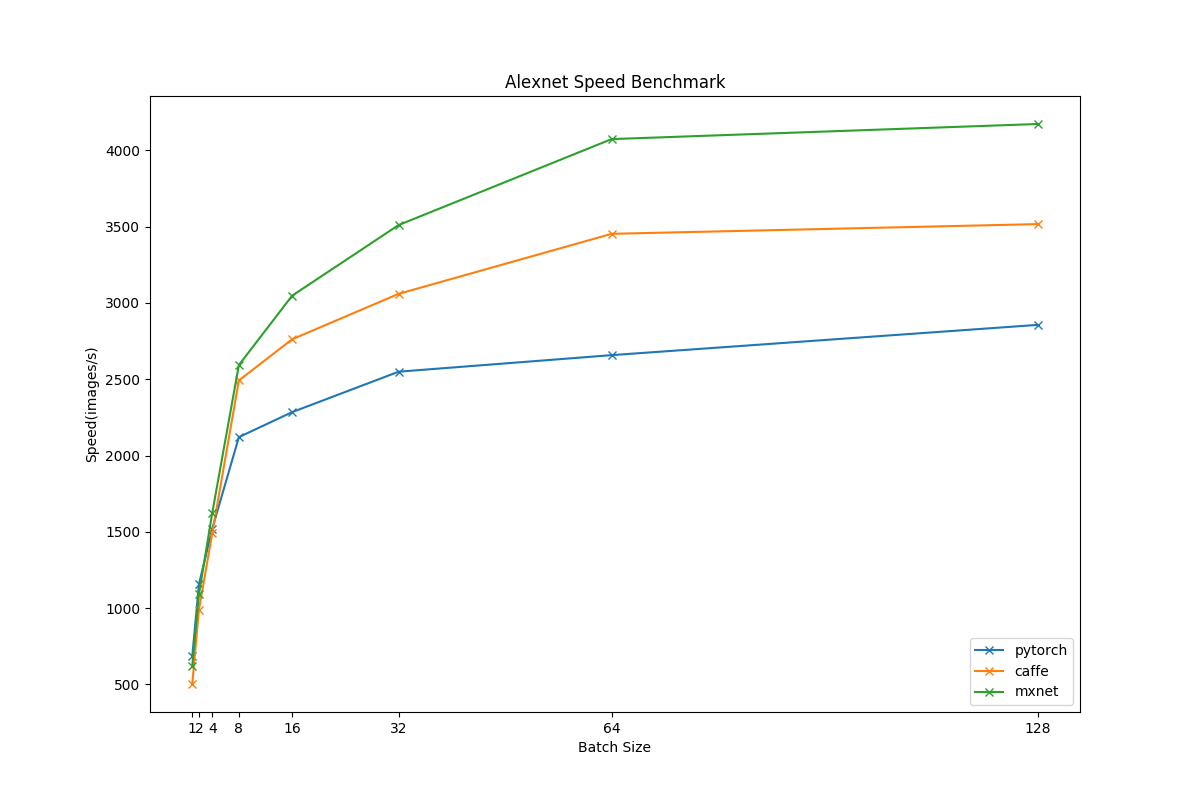 Alexnet Speed Benchmark
Speed(images/s)
4000
3500
3000
2500
2000
1500
1000
500
1 2 4 8 16 32 64 128
Batch Size
pytorch
caffe
mxnet